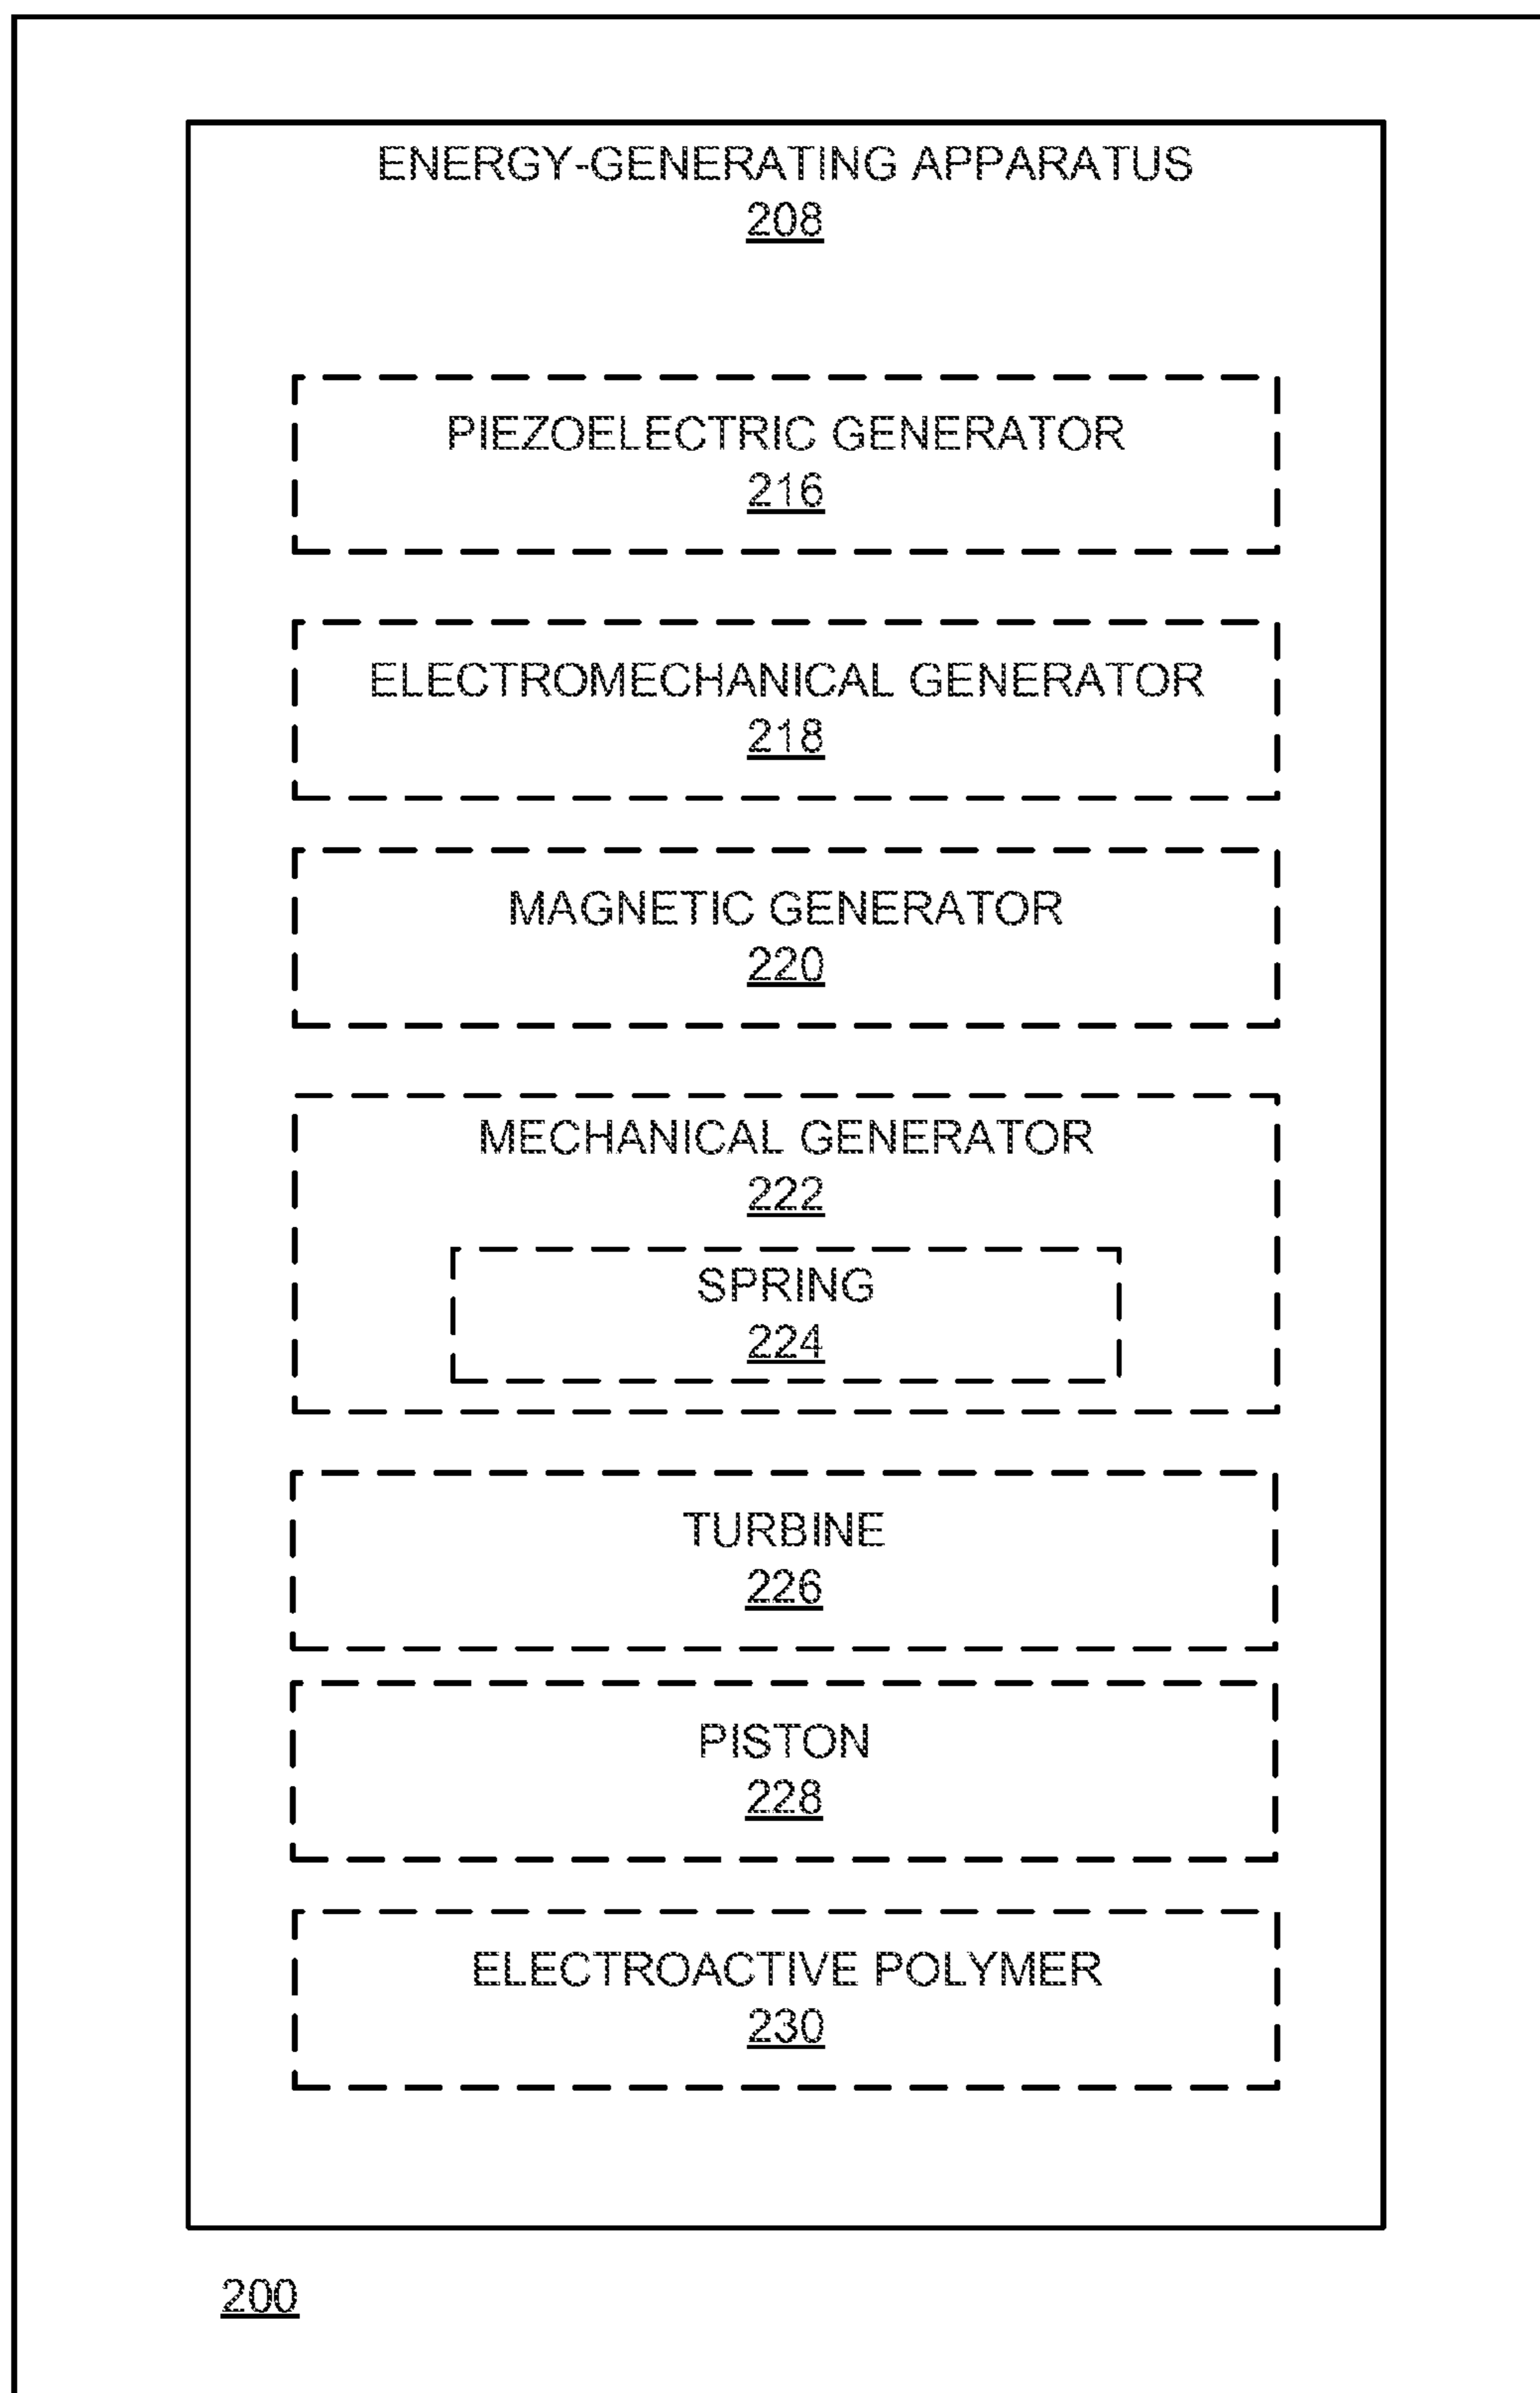 ENERGY-GENERATING APPARATUS
208
PIEZOELECTRIC GENERATOR
216
ELECTROMECHANICAL GENERATOR
218
MAGNETIC GENERATOR
220
MECHANICAL GENERATOR
222
SPRING
224
TURBINE
226
PISTON
228
ELECTROACTIVE POLYMER
230
200